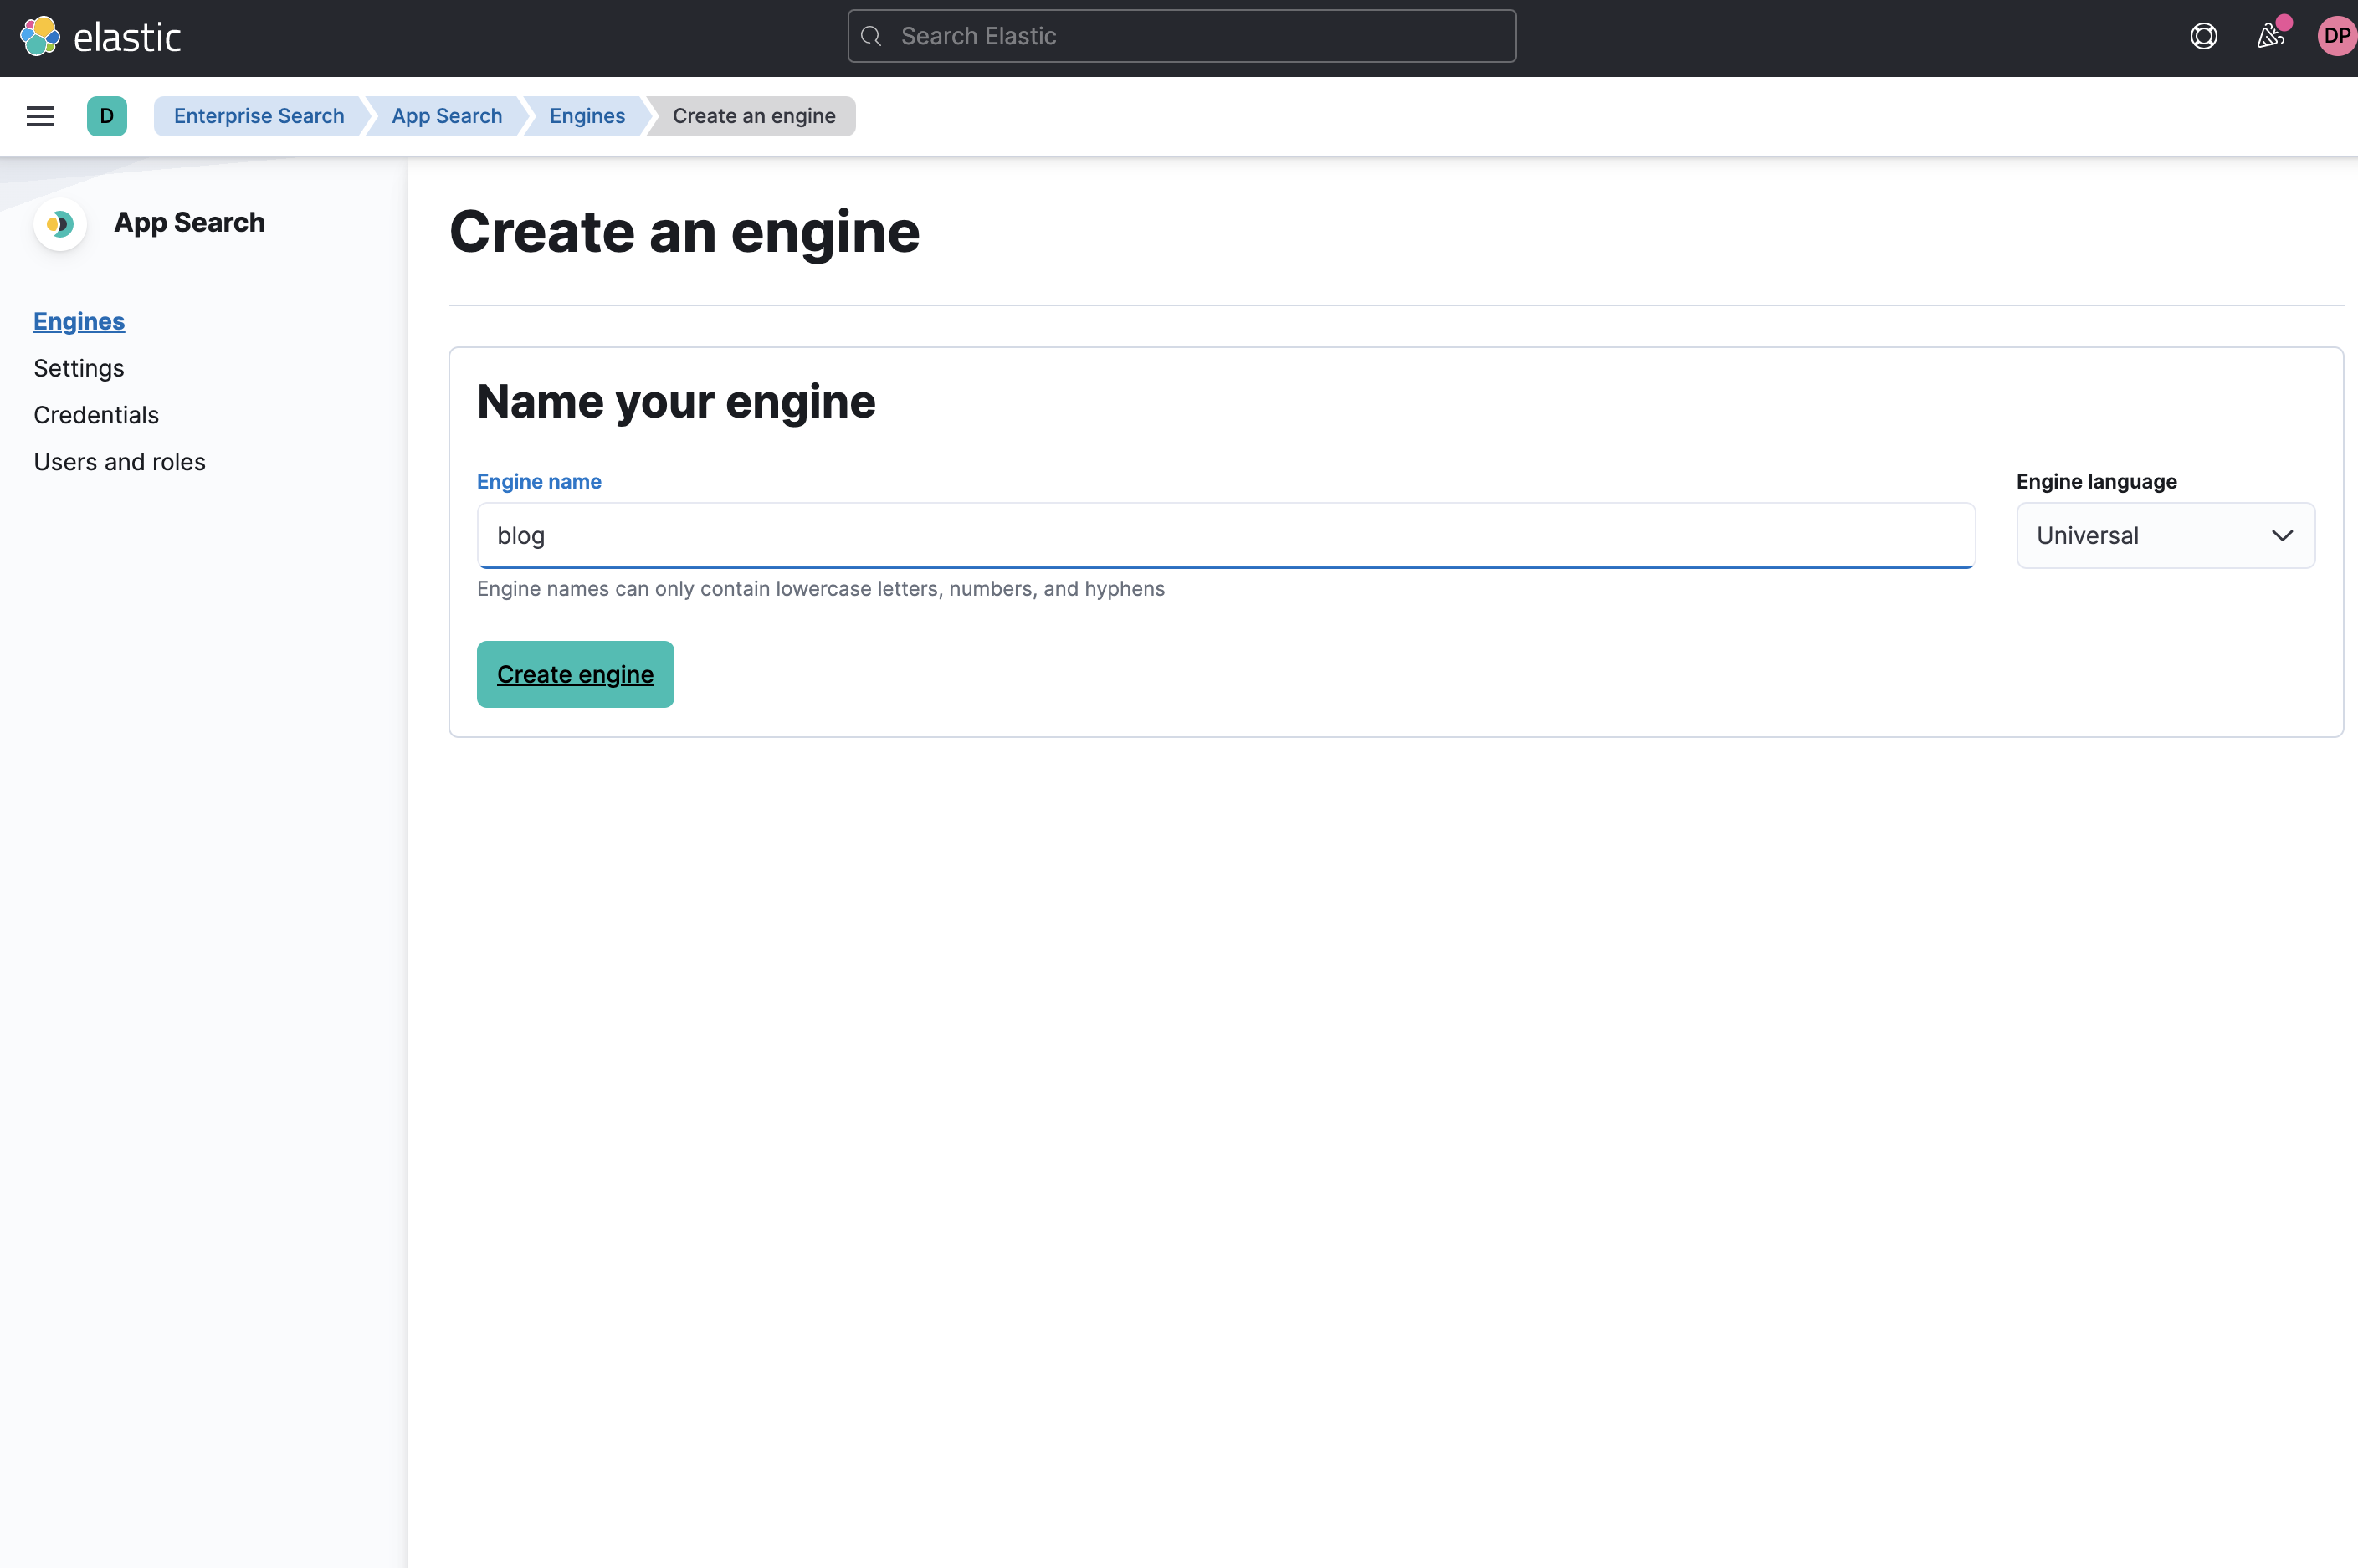 elastic
Search Elastic
DP
D
Enterprise Search
App Search
Engines
Create an engine
App Search
Engines
Settings
Credentials
Users and roles
Create an engine
Name your engine
Engine name
Engine language
blog
Universal
Engine names can only contain lowercase letters, numbers, and hyphens
Create engine